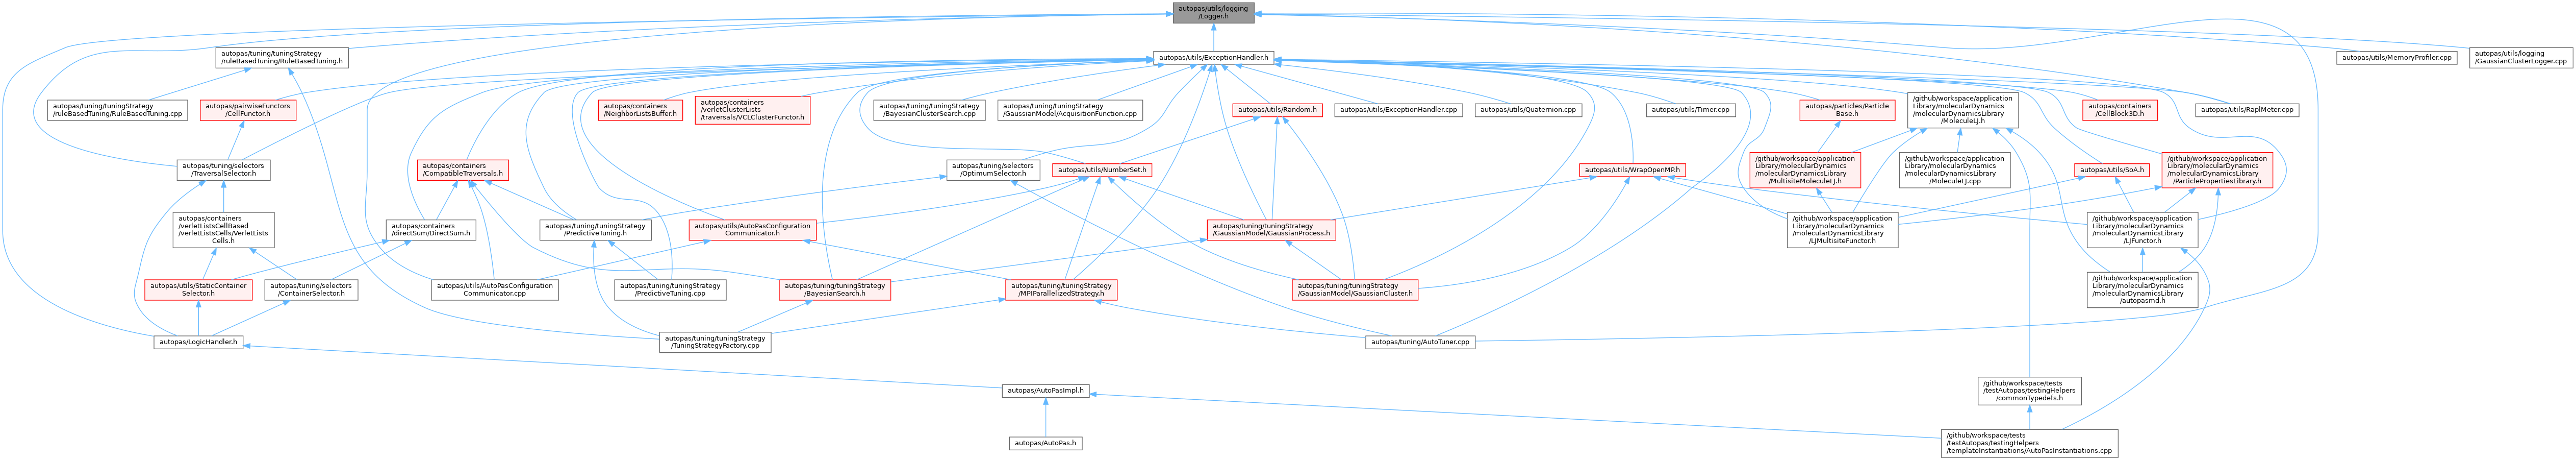 autopas/utils/logging
/Logger.h
autopas/tuning/tuningStrategy
/ruleBasedTuning/RuleBasedTuning.h
autopas/utils/ExceptionHandler.h
autopas/utils/MemoryProfiler.cpp
autopas/utils/logging
/GaussianClusterLogger.cpp
autopas/tuning/tuningStrategy
/ruleBasedTuning/RuleBasedTuning.cpp
autopas/pairwiseFunctors
/CellFunctor.h
autopas/containers
/NeighborListsBuffer.h
autopas/containers
/verletClusterLists
/traversals/VCLClusterFunctor.h
autopas/tuning/tuningStrategy
/BayesianClusterSearch.cpp
autopas/tuning/tuningStrategy
/GaussianModel/AcquisitionFunction.cpp
autopas/utils/Random.h
autopas/utils/ExceptionHandler.cpp
autopas/utils/Quaternion.cpp
autopas/utils/Timer.cpp
autopas/particles/Particle
Base.h
/github/workspace/application
Library/molecularDynamics
/molecularDynamicsLibrary
/MoleculeLJ.h
autopas/containers
/CellBlock3D.h
autopas/utils/RaplMeter.cpp
autopas/tuning/selectors
/TraversalSelector.h
autopas/containers
/CompatibleTraversals.h
autopas/tuning/selectors
/OptimumSelector.h
autopas/utils/NumberSet.h
autopas/utils/WrapOpenMP.h
/github/workspace/application
Library/molecularDynamics
/molecularDynamicsLibrary
/MultisiteMoleculeLJ.h
/github/workspace/application
Library/molecularDynamics
/molecularDynamicsLibrary
/MoleculeLJ.cpp
autopas/utils/SoA.h
/github/workspace/application
Library/molecularDynamics
/molecularDynamicsLibrary
/ParticlePropertiesLibrary.h
autopas/containers
/verletListsCellBased
/verletListsCells/VerletLists
Cells.h
autopas/containers
/directSum/DirectSum.h
autopas/tuning/tuningStrategy
/PredictiveTuning.h
autopas/utils/AutoPasConfiguration
Communicator.h
autopas/tuning/tuningStrategy
/GaussianModel/GaussianProcess.h
/github/workspace/application
Library/molecularDynamics
/molecularDynamicsLibrary
/LJMultisiteFunctor.h
/github/workspace/application
Library/molecularDynamics
/molecularDynamicsLibrary
/LJFunctor.h
autopas/utils/StaticContainer
Selector.h
autopas/tuning/selectors
/ContainerSelector.h
autopas/utils/AutoPasConfiguration
Communicator.cpp
autopas/tuning/tuningStrategy
/PredictiveTuning.cpp
autopas/tuning/tuningStrategy
/BayesianSearch.h
autopas/tuning/tuningStrategy
/MPIParallelizedStrategy.h
autopas/tuning/tuningStrategy
/GaussianModel/GaussianCluster.h
/github/workspace/application
Library/molecularDynamics
/molecularDynamicsLibrary
/autopasmd.h
autopas/LogicHandler.h
autopas/tuning/tuningStrategy
/TuningStrategyFactory.cpp
autopas/tuning/AutoTuner.cpp
autopas/AutoPasImpl.h
/github/workspace/tests
/testAutopas/testingHelpers
/commonTypedefs.h
autopas/AutoPas.h
/github/workspace/tests
/testAutopas/testingHelpers
/templateInstantiations/AutoPasInstantiations.cpp